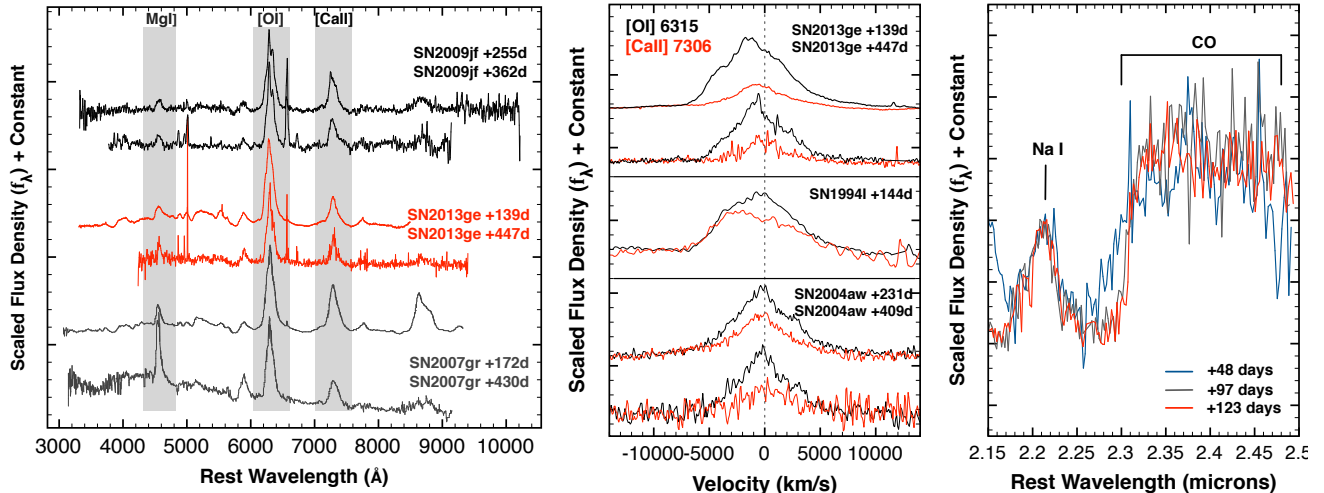 MgI] [OI] [CaII]
SN2009jf +255d
SN2009jf +362d
SN2013ge +139d
SN2013ge +447d
SN2007gr +172d
SN2007gr +430d
Scaled Flux Density (fλ) + Constant
3000 4000 5000 6000 7000 8000 9000 10000
Rest Wavelength (Å)
[OI] 6315
[CaII] 7306
SN2013ge +139d
SN2013ge +447d
SN1994I +144d
SN2004aw +231d
SN2004aw +409d
Scaled Flux Density (fλ) + Constant
-10000 -5000 0 5000 10000
Velocity (km/s)
CO
Na I
+48 days
+97 days
+123 days
Scaled Flux Density (fλ) + Constant
2.15 2.2 2.25 2.3 2.35 2.4 2.45 2.5
Rest Wavelength (microns)